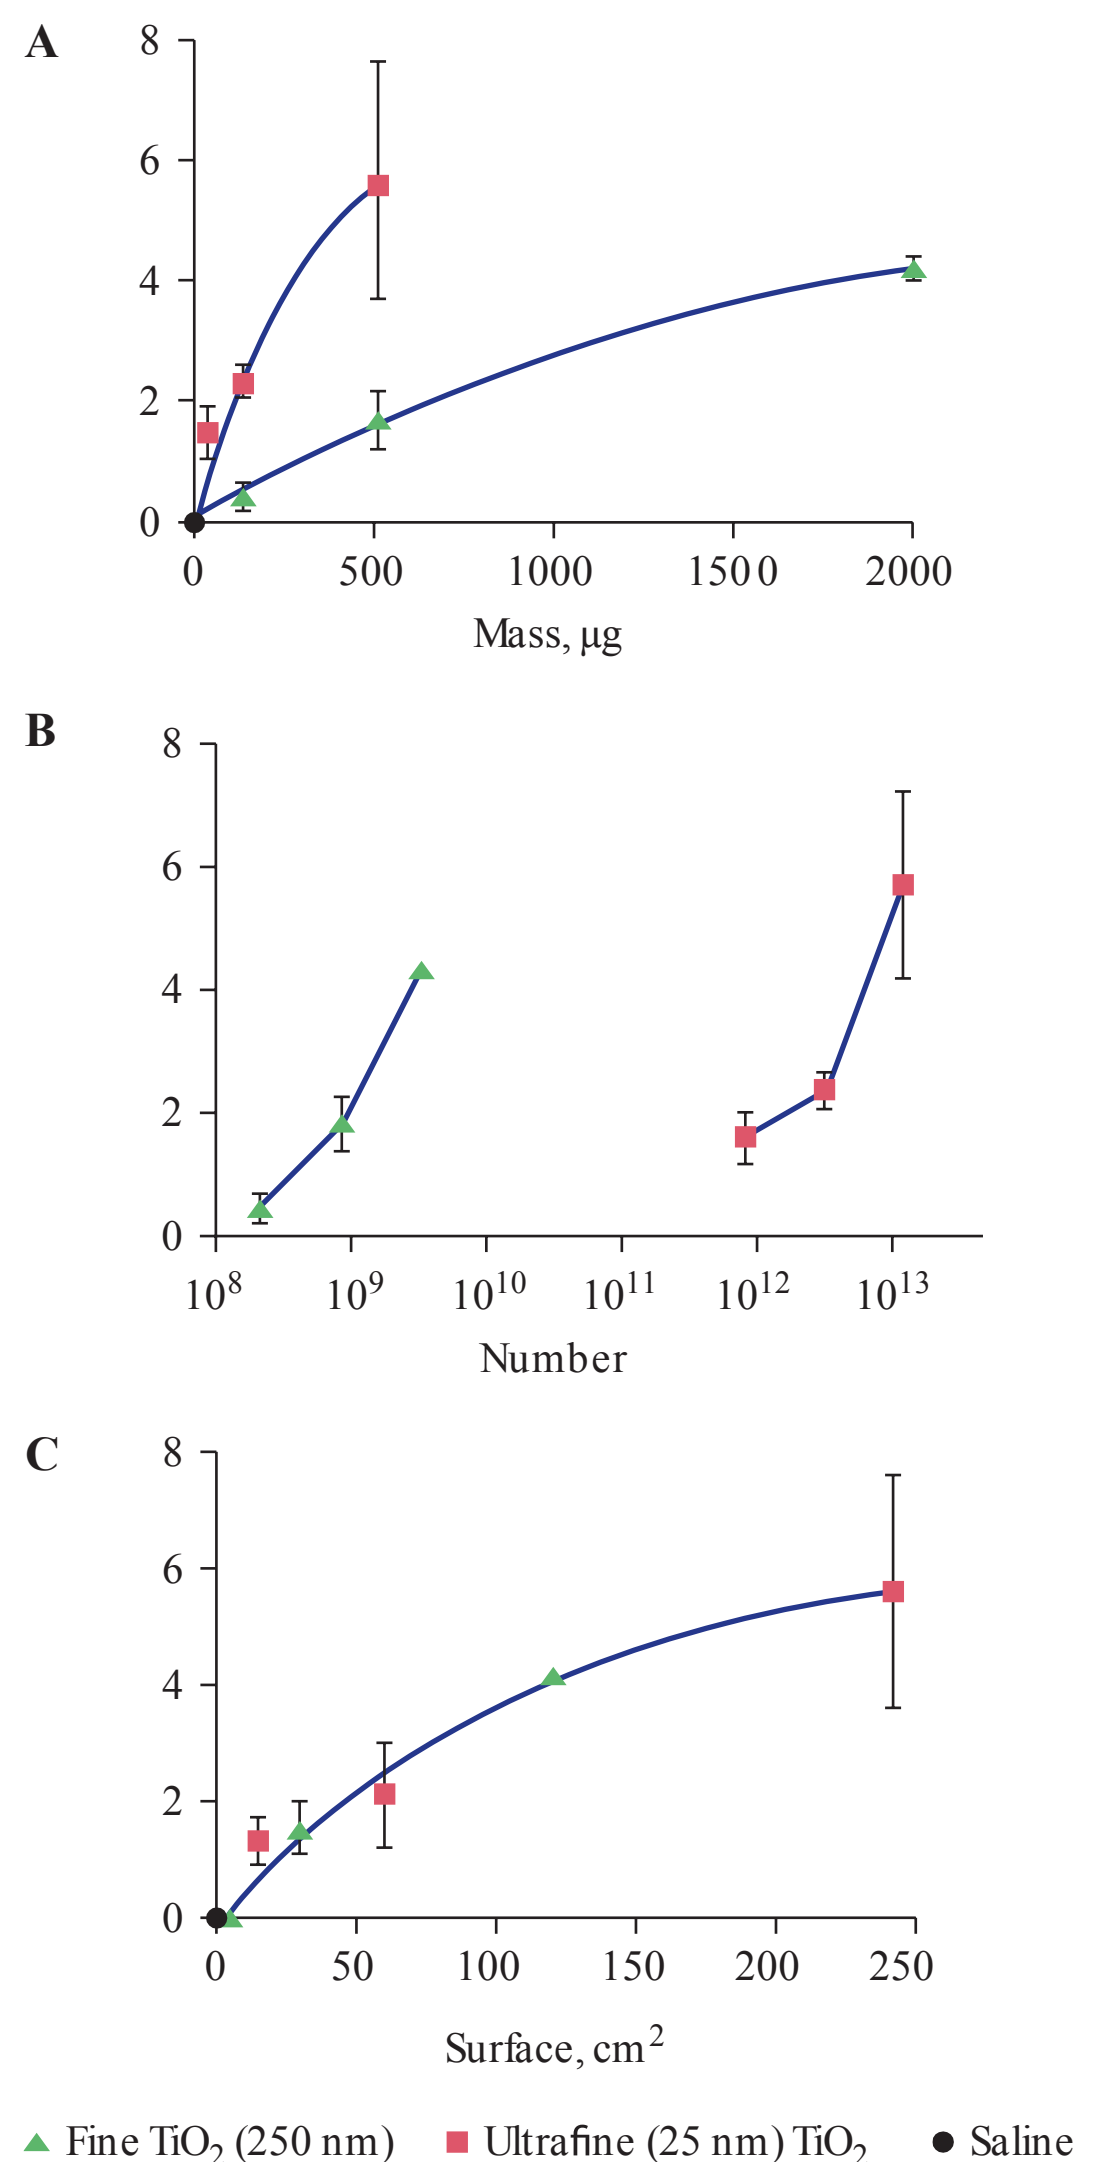 A
8
6
4
2
0
0 500 1000 1500 2000
Mass, µg
B
8
6
4
2
0
10⁸ 10⁹ 10¹⁰ 10¹¹ 10¹² 10¹³
Number
C
8
6
4
2
0
0 50 100 150 200 250
Surface, cm²
Fine TiO₂ (250 nm) Ultrafine (25 nm) TiO₂ Saline